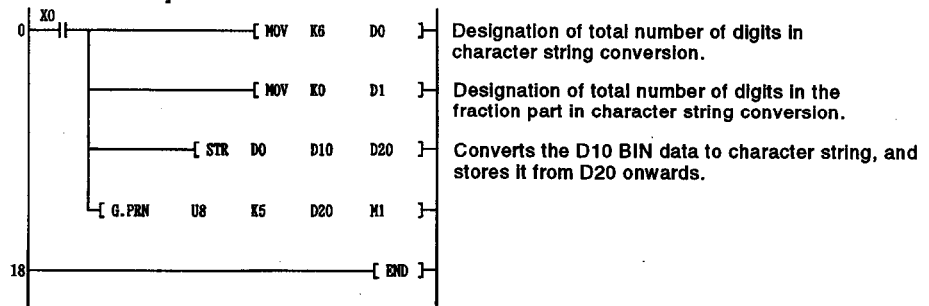 X0
0 [ MOV K6 D0 ] Designation of total number of digits in
character string conversion.
[ MOV K0 D1 ] Designation of total number of digits in the
fraction part in character string conversion.
[ STR D0 D10 D20 ] Converts the D10 BIN data to character string, and
stores it from D20 onwards.
[ G.PRN U8 K5 D20 M1 ]
18 [ END ]